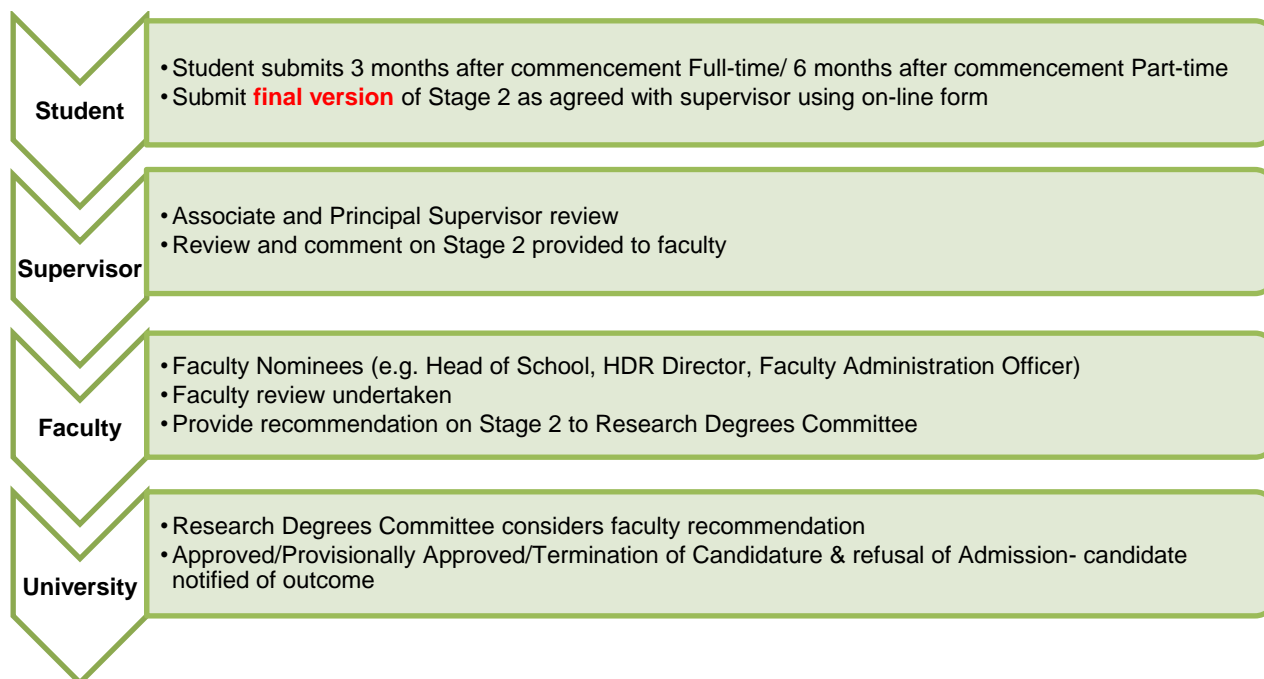 Student
• Student submits 3 months after commencement Full-time/ 6 months after commencement Part-time
• Submit final version of Stage 2 as agreed with supervisor using on-line form
Supervisor
• Associate and Principal Supervisor review
• Review and comment on Stage 2 provided to faculty
Faculty
• Faculty Nominees (e.g. Head of School, HDR Director, Faculty Administration Officer)
• Faculty review undertaken
• Provide recommendation on Stage 2 to Research Degrees Committee
University
• Research Degrees Committee considers faculty recommendation
• Approved/Provisionally Approved/Termination of Candidature & refusal of Admission- candidate
notified of outcome